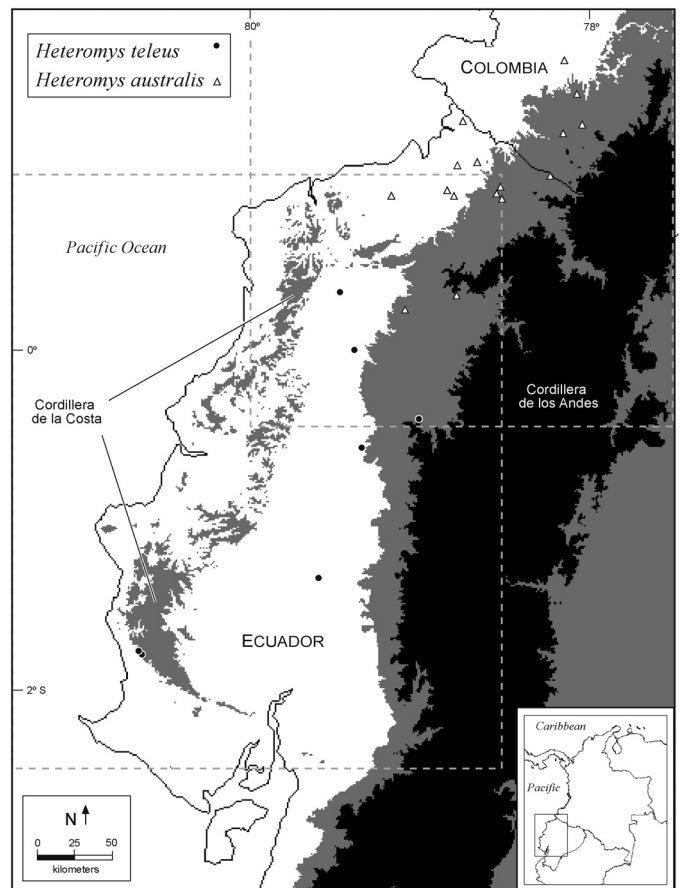 80º
78º
Heteromys teleus
Heteromys australis
COLOMBIA
Pacific Ocean
0º
Cordillera
de la Costa
Cordillera
de los Andes
ECUADOR
2º S
N
0 25 50
kilometers
Caribbean
Pacific